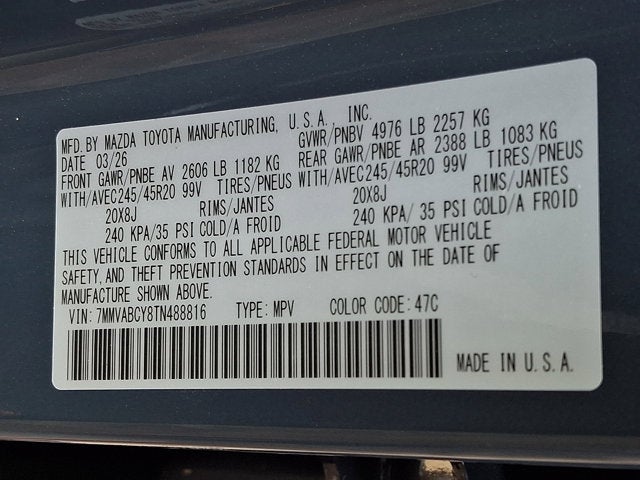 MFD. BY MAZDA TOYOTA MANUFACTURING, U.S.A., INC.
DATE 03/26 GVWR/PNBV 4976 LB 2257 KG
FRONT GAWR/PNBE AV 2606 LB 1182 KG REAR GAWR/PNBE AR 2388 LB 1083 KG
WITH/AVEC245/45R20 99V TIRES/PNEUS WITH/AVEC245/45R20 99V TIRES/PNEUS
20X8J RIMS/JANTES 20X8J RIMS/JANTES
240 KPA/ 35 PSI COLD/A FROID 240 KPA/ 35 PSI COLD/A FROID
THIS VEHICLE CONFORMS TO ALL APPLICABLE FEDERAL MOTOR VEHICLE
SAFETY, AND THEFT PREVENTION STANDARDS IN EFFECT ON THE DATE OF
MANUFACTURE SHOWN ABOVE.
VIN: 7MMVABCY8TN488816 TYPE: MPV COLOR CODE: 47C
MADE IN U.S.A.